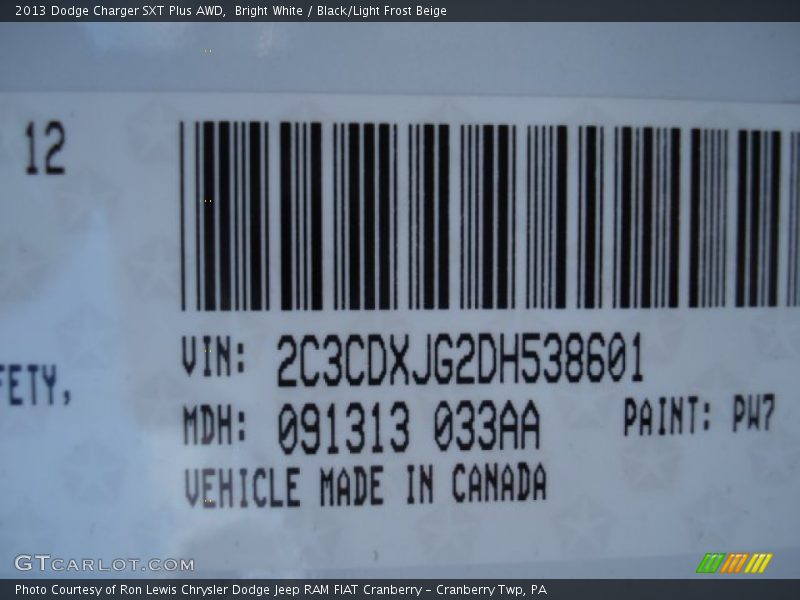 2013 Dodge Charger SXT Plus AWD,  Bright White / Black/Light Frost Beige
12
VIN: 2C3CDXJG2DH538601
FETY,
MDH: 091313 033AA
PAINT: PW7
VEHICLE MADE IN CANADA
GTCARLOT.COM
Photo Courtesy of Ron Lewis Chrysler Dodge Jeep RAM FIAT Cranberry – Cranberry Twp, PA